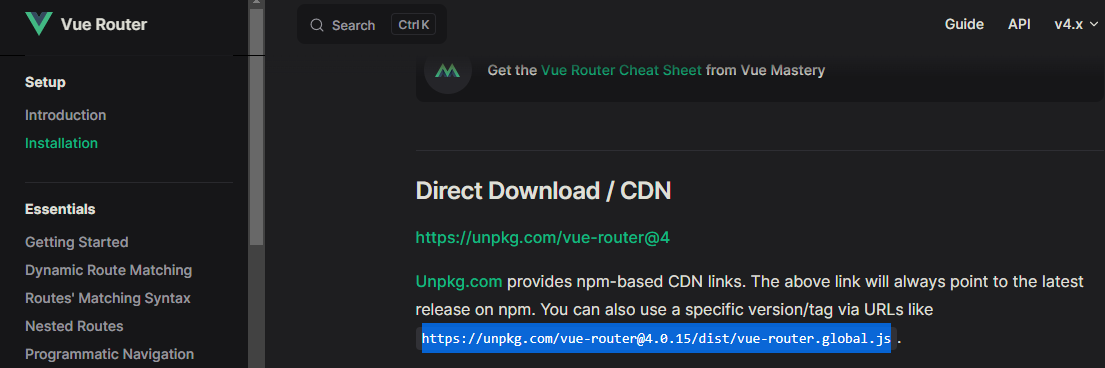 Vue Router
Search Ctrl K
Guide API v4.x
Setup
Introduction
Installation
Essentials
Getting Started
Dynamic Route Matching
Routes' Matching Syntax
Nested Routes
Programmatic Navigation
Get the Vue Router Cheat Sheet from Vue Mastery
Direct Download / CDN
https://unpkg.com/vue-router@4
Unpkg.com provides npm-based CDN links. The above link will always point to the latest
release on npm. You can also use a specific version/tag via URLs like
https://unpkg.com/vue-router@4.0.15/dist/vue-router.global.js.